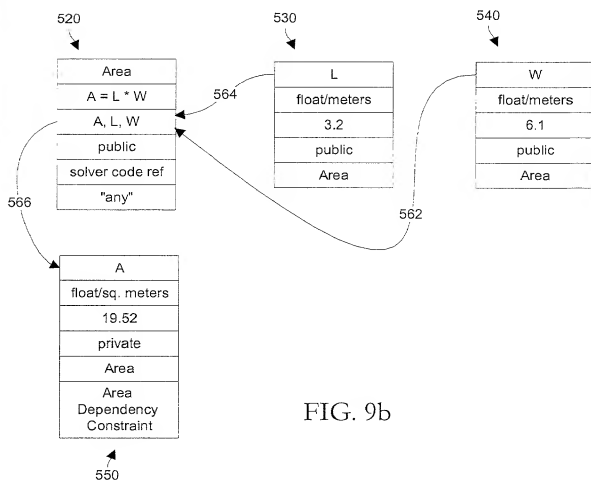 520
530
540
Area
A = L * W
A, L, W
public
solver code ref
"any"
L
float/meters
3.2
public
Area
W
float/meters
6.1
public
Area
564
562
566
A
float/sq. meters
19.52
private
Area
Area
Dependency
Constraint
550
FIG. 9b